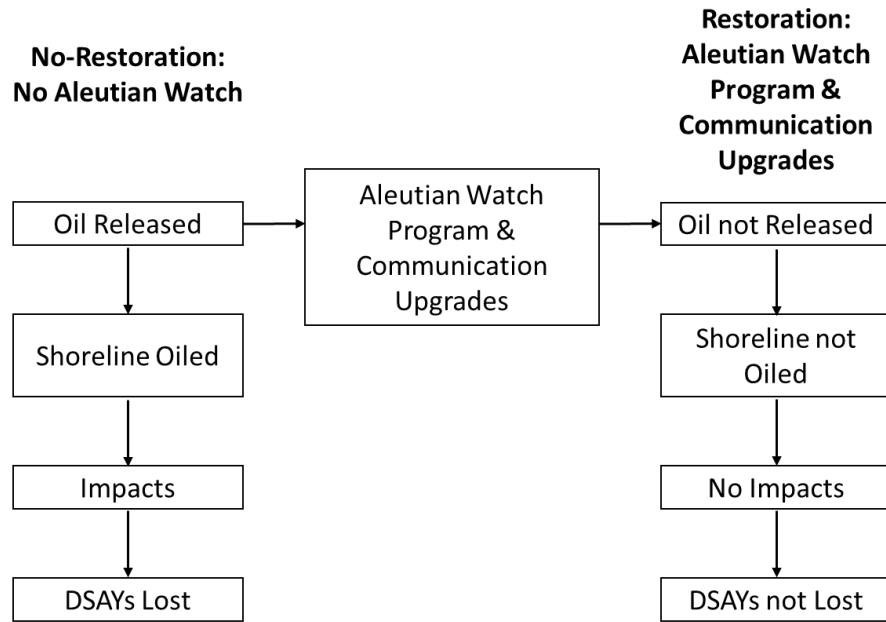 No-Restoration:
No Aleutian Watch
Restoration:
Aleutian Watch
Program &
Communication
Upgrades
Oil Released
Aleutian Watch
Program &
Communication
Upgrades
Oil not Released
Shoreline Oiled
Shoreline not
Oiled
Impacts
No Impacts
DSAYs Lost
DSAYs not Lost